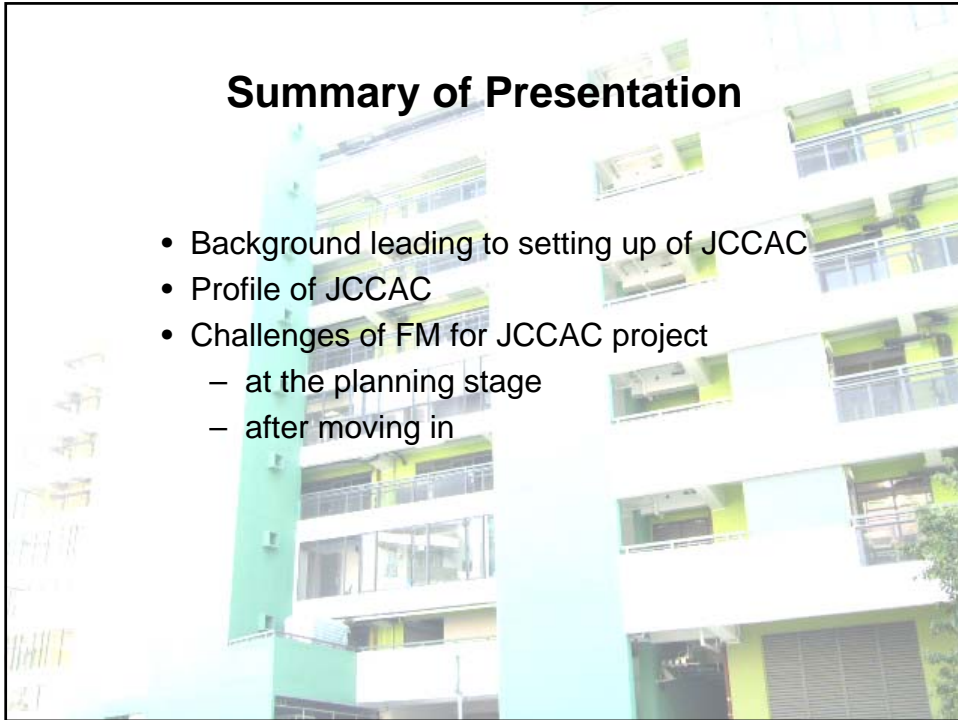 Summary of Presentation
• Background leading to setting up of JCCAC
• Profile of JCCAC
• Challenges of FM for JCCAC project
– at the planning stage
– after moving in